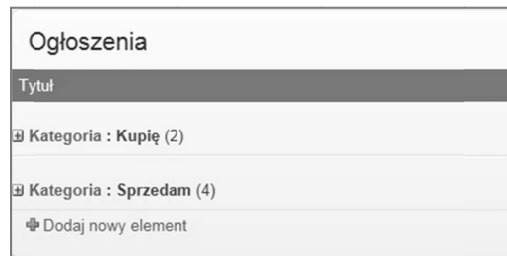 Ogłoszenia
Tytuł
Kategoria : Kupię (2)
Kategoria : Sprzedam (4)
Dodaj nowy element